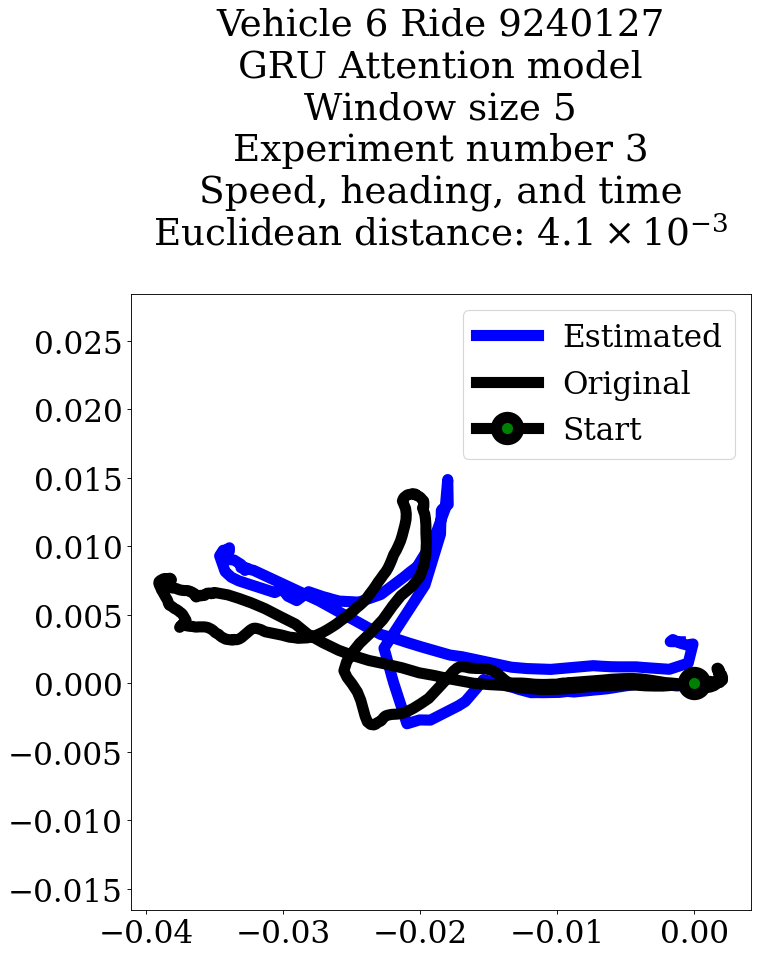 Vehicle 6 Ride 9240127
GRU Attention model
Window size 5
Experiment number 3
Speed, heading, and time
Euclidean distance: 4.1 × 10⁻³
Estimated
Original
Start
0.025
0.020
0.015
0.010
0.005
0.000
−0.005
−0.010
−0.015
−0.04 −0.03 −0.02 −0.01 0.00